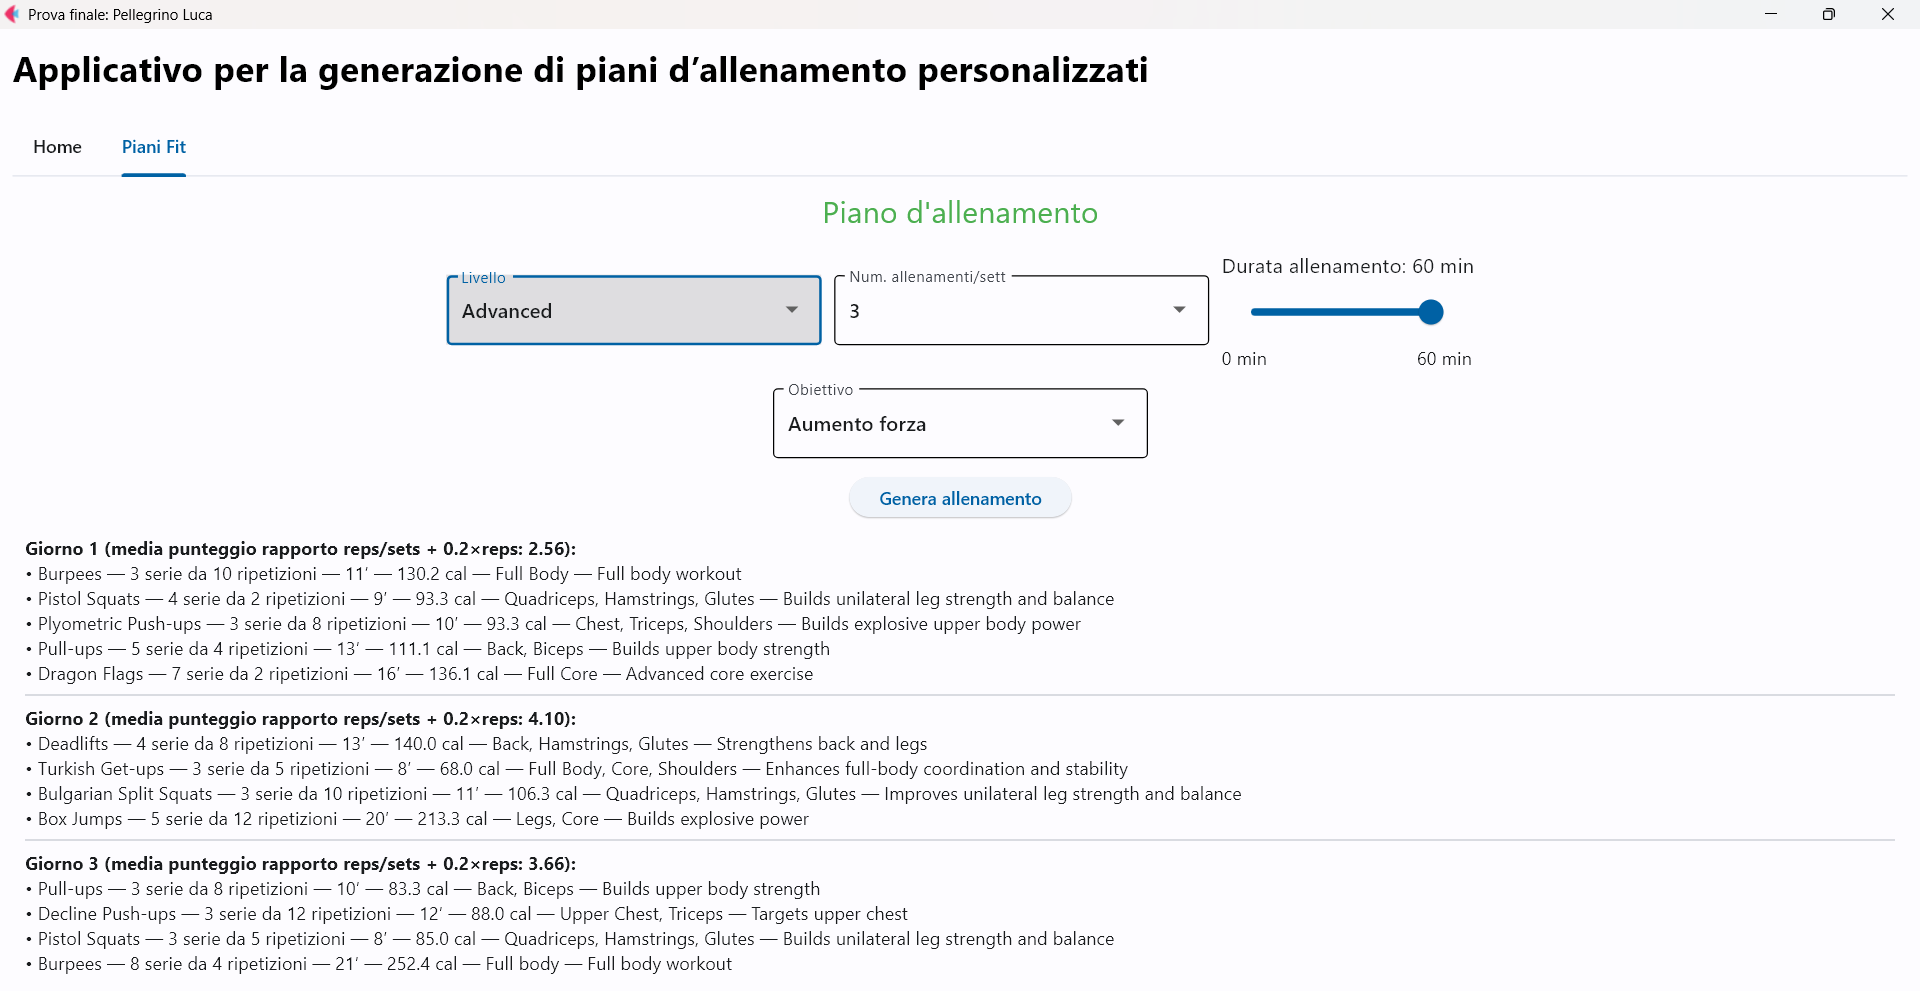 Prova finale: Pellegrino Luca
Applicativo per la generazione di piani d’allenamento personalizzati
Home
Piani Fit
Piano d'allenamento
Livello
Advanced
Num. allenamenti/sett
3
Durata allenamento: 60 min
0 min
60 min
Obiettivo
Aumento forza
Genera allenamento
Giorno 1 (media punteggio rapporto reps/sets + 0.2×reps: 2.56):
• Burpees — 3 serie da 10 ripetizioni — 11’ — 130.2 cal — Full Body — Full body workout
• Pistol Squats — 4 serie da 2 ripetizioni — 9’ — 93.3 cal — Quadriceps, Hamstrings, Glutes — Builds unilateral leg strength and balance
• Plyometric Push-ups — 3 serie da 8 ripetizioni — 10’ — 93.3 cal — Chest, Triceps, Shoulders — Builds explosive upper body power
• Pull-ups — 5 serie da 4 ripetizioni — 13’ — 111.1 cal — Back, Biceps — Builds upper body strength
• Dragon Flags — 7 serie da 2 ripetizioni — 16’ — 136.1 cal — Full Core — Advanced core exercise
Giorno 2 (media punteggio rapporto reps/sets + 0.2×reps: 4.10):
• Deadlifts — 4 serie da 8 ripetizioni — 13’ — 140.0 cal — Back, Hamstrings, Glutes — Strengthens back and legs
• Turkish Get-ups — 3 serie da 5 ripetizioni — 8’ — 68.0 cal — Full Body, Core, Shoulders — Enhances full-body coordination and stability
• Bulgarian Split Squats — 3 serie da 10 ripetizioni — 11’ — 106.3 cal — Quadriceps, Hamstrings, Glutes — Improves unilateral leg strength and balance
• Box Jumps — 5 serie da 12 ripetizioni — 20’ — 213.3 cal — Legs, Core — Builds explosive power
Giorno 3 (media punteggio rapporto reps/sets + 0.2×reps: 3.66):
• Pull-ups — 3 serie da 8 ripetizioni — 10’ — 83.3 cal — Back, Biceps — Builds upper body strength
• Decline Push-ups — 3 serie da 12 ripetizioni — 12’ — 88.0 cal — Upper Chest, Triceps — Targets upper chest
• Pistol Squats — 3 serie da 5 ripetizioni — 8’ — 85.0 cal — Quadriceps, Hamstrings, Glutes — Builds unilateral leg strength and balance
• Burpees — 8 serie da 4 ripetizioni — 21’ — 252.4 cal — Full body — Full body workout